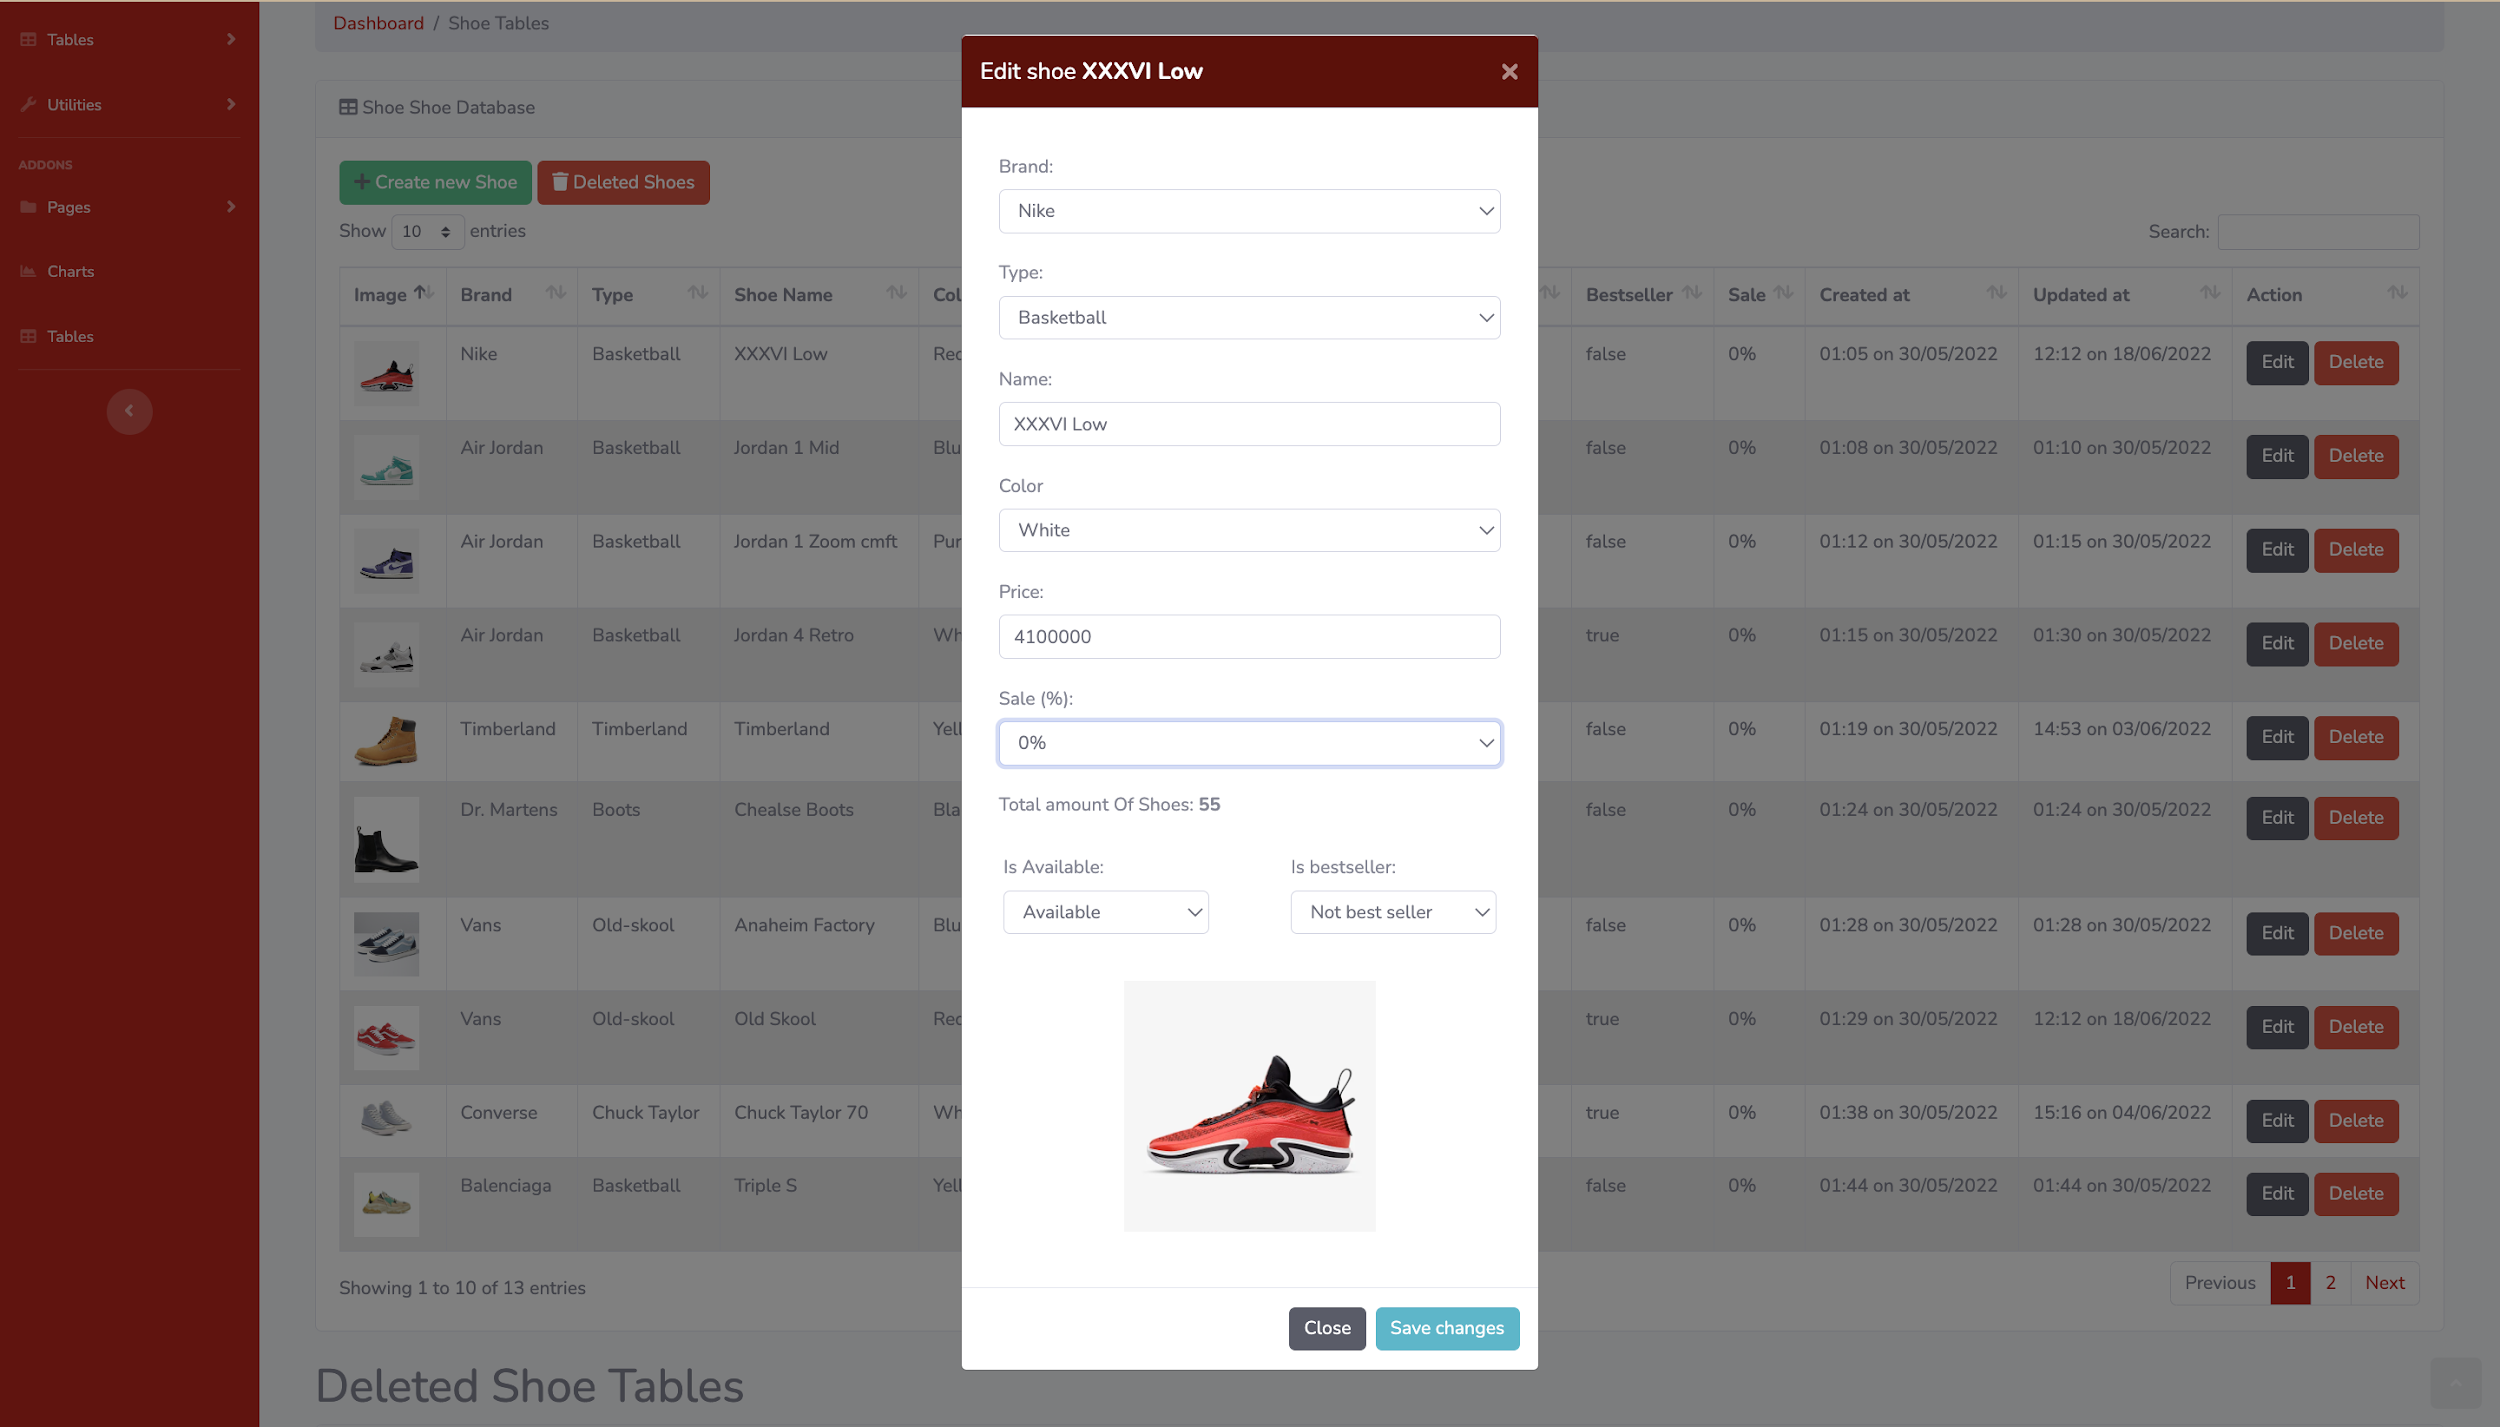 Dashboard / Shoe Tables
Tables
Utilities
ADDONS
Pages
Charts
Tables
Shoe Shoe Database
Create new Shoe Deleted Shoes
Show 10 entries
Search:
Image Brand Type Shoe Name Col Bestseller Sale Created at Updated at Action
Nike Basketball XXXVI Low Rec false 0% 01:05 on 30/05/2022 12:12 on 18/06/2022 Edit Delete
Air Jordan Basketball Jordan 1 Mid Blu false 0% 01:08 on 30/05/2022 01:10 on 30/05/2022 Edit Delete
Air Jordan Basketball Jordan 1 Zoom cmft Pur false 0% 01:12 on 30/05/2022 01:15 on 30/05/2022 Edit Delete
Air Jordan Basketball Jordan 4 Retro Wh true 0% 01:15 on 30/05/2022 01:30 on 30/05/2022 Edit Delete
Timberland Timberland Timberland Yell false 0% 01:19 on 30/05/2022 14:53 on 03/06/2022 Edit Delete
Dr. Martens Boots Chealse Boots Bla false 0% 01:24 on 30/05/2022 01:24 on 30/05/2022 Edit Delete
Vans Old-skool Anaheim Factory Blu false 0% 01:28 on 30/05/2022 01:28 on 30/05/2022 Edit Delete
Vans Old-skool Old Skool Rec true 0% 01:29 on 30/05/2022 12:12 on 18/06/2022 Edit Delete
Converse Chuck Taylor Chuck Taylor 70 Wh true 0% 01:38 on 30/05/2022 15:16 on 04/06/2022 Edit Delete
Balenciaga Basketball Triple S Yell false 0% 01:44 on 30/05/2022 01:44 on 30/05/2022 Edit Delete
Showing 1 to 10 of 13 entries
Previous 1 2 Next
Deleted Shoe Tables
Edit shoe XXXVI Low
Brand:
Nike
Type:
Basketball
Name:
XXXVI Low
Color
White
Price:
4100000
Sale (%):
0%
Total amount Of Shoes: 55
Is Available: Is bestseller:
Available Not best seller
Close Save changes